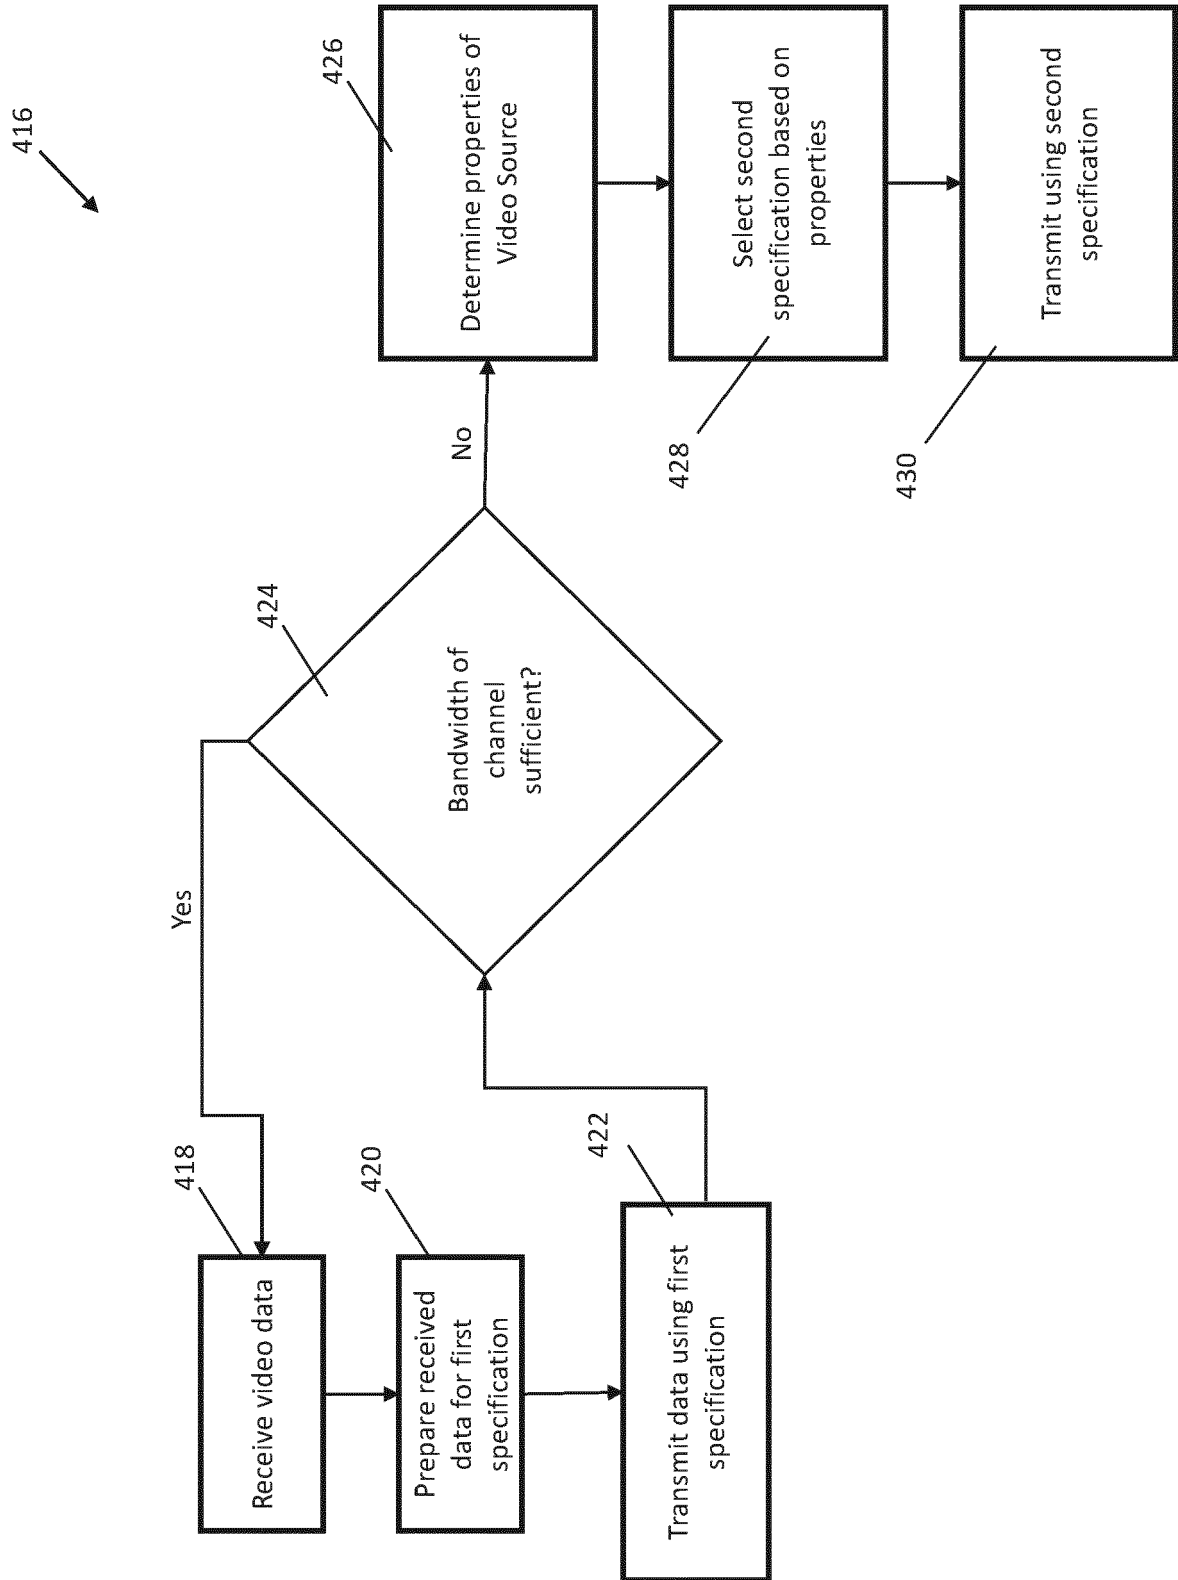 416
418
Receive video data
420
Prepare received
data for first
specification
422
Transmit data using first
specification
Yes
424
Bandwidth of
channel
sufficient?
No
426
Determine properties of
Video Source
428
Select second
specification based on
properties
430
Transmit using second
specification